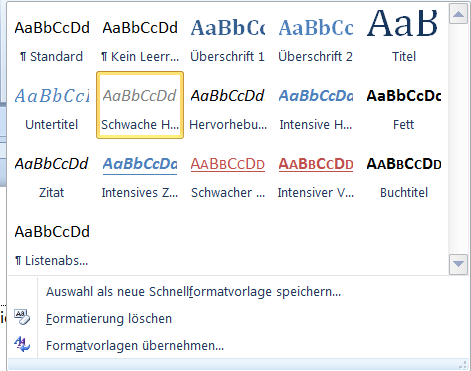 AaBbCcDd AaBbCcDd AaBbCc AaBbCc AaB
¶ Standard ¶ Kein Leerr... Überschrift 1 Überschrift 2 Titel
AaBbCcI AaBbCcDd AaBbCcDd AaBbCcDd AaBbCcDc
Untertitel Schwache H... Hervorhebu... Intensive H... Fett
AaBbCcDd AaBbCcDd AaBbCcDd AaBbCcDd AaBbCcDd
Zitat Intensives Z... Schwacher ... Intensiver V... Buchtitel
AaBbCcDd
¶ Listenabs...
Auswahl als neue Schnellformatvorlage speichern...
Formatierung löschen
Formatvorlagen übernehmen...